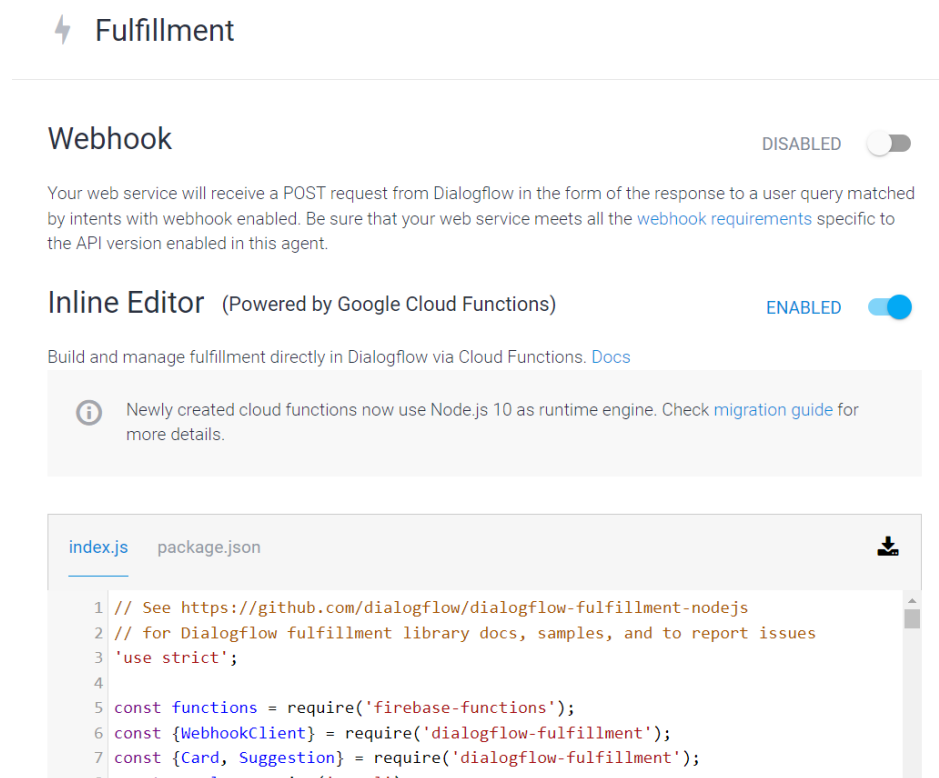 Fulfillment
Webhook
DISABLED
Your web service will receive a POST request from Dialogflow in the form of the response to a user query matched
by intents with webhook enabled. Be sure that your web service meets all the webhook requirements specific to
the API version enabled in this agent.
Inline Editor (Powered by Google Cloud Functions)
ENABLED
Build and manage fulfillment directly in Dialogflow via Cloud Functions. Docs
Newly created cloud functions now use Node.js 10 as runtime engine. Check migration guide for
more details.
index.js package.json
1 // See https://github.com/dialogflow/dialogflow-fulfillment-nodejs
2 // for Dialogflow fulfillment library docs, samples, and to report issues
3 'use strict';
4
5 const functions = require('firebase-functions');
6 const {WebhookClient} = require('dialogflow-fulfillment');
7 const {Card, Suggestion} = require('dialogflow-fulfillment');